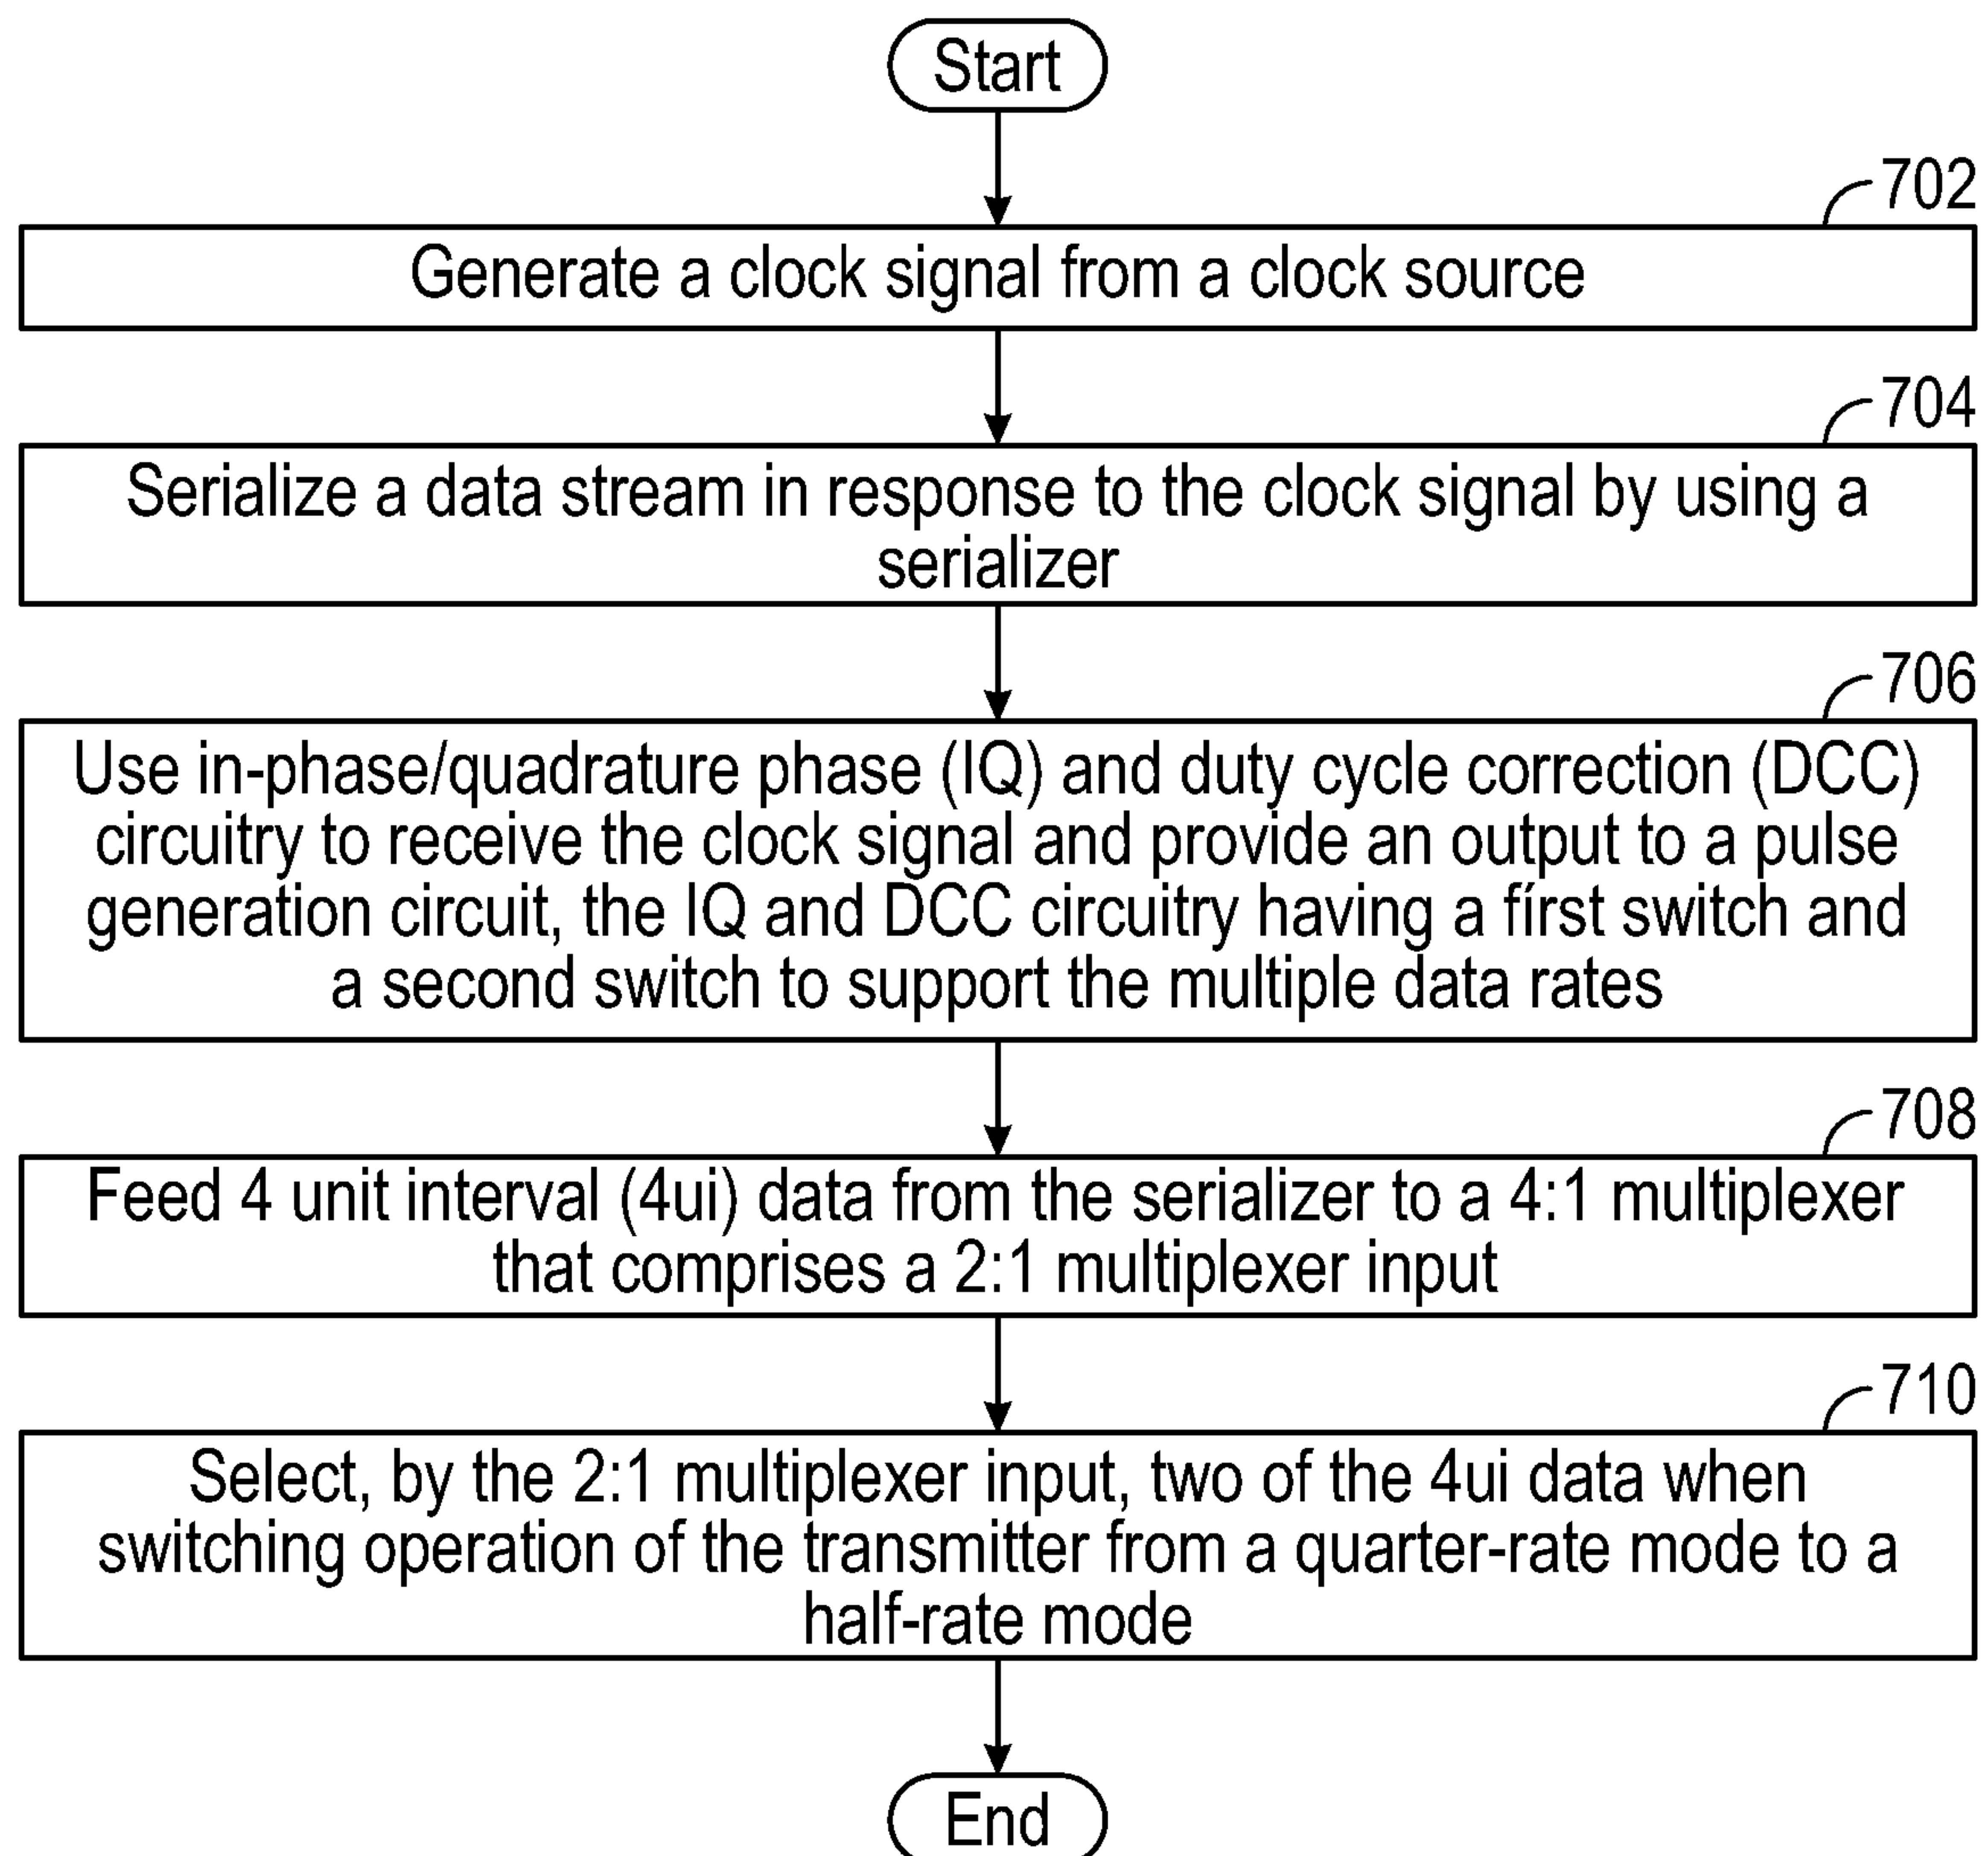 Start
702
Generate a clock signal from a clock source
704
Serialize a data stream in response to the clock signal by using a
serializer
706
Use in-phase/quadrature phase (IQ) and duty cycle correction (DCC)
circuitry to receive the clock signal and provide an output to a pulse
generation circuit, the IQ and DCC circuitry having a first switch and
a second switch to support the multiple data rates
708
Feed 4 unit interval (4ui) data from the serializer to a 4:1 multiplexer
that comprises a 2:1 multiplexer input
710
Select, by the 2:1 multiplexer input, two of the 4ui data when
switching operation of the transmitter from a quarter-rate mode to a
half-rate mode
End